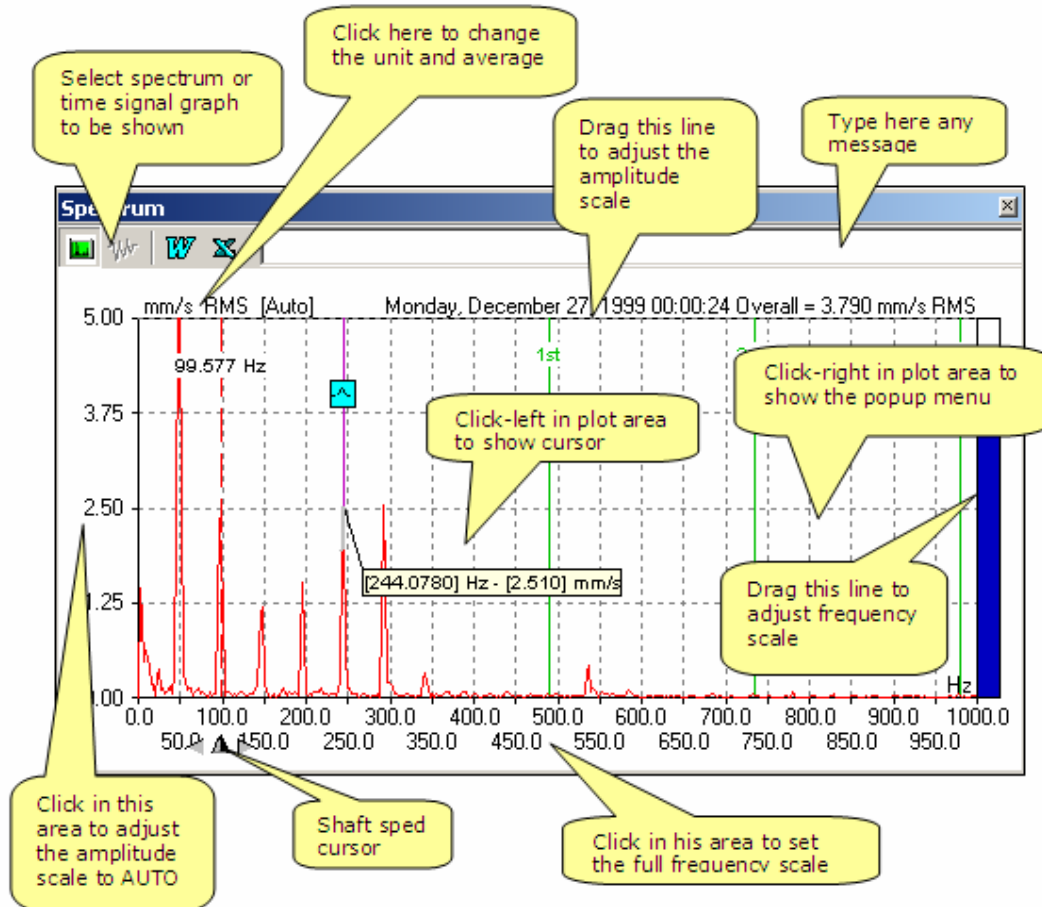 Click here to change
the unit and average
Select spectrum or
time signal graph
to be shown
Drag this line
to adjust the
amplitude
scale
Type here any
message
Spectrum
W X
mm/s RMS [Auto]
Monday, December 27, 1999 00:00:24 Overall = 3.790 mm/s RMS
5.00
3.75
2.50
1.25
0.00
99.577 Hz
1st
Click-left in plot area
to show cursor
Click-right in plot area to
show the popup menu
[244.0780] Hz - [2.510] mm/s
Drag this line to
adjust frequency
scale
Hz
0.0 100.0 200.0 300.0 400.0 500.0 600.0 700.0 800.0 900.0 1000.0
50.0 150.0 250.0 350.0 450.0 550.0 650.0 750.0 850.0 950.0
Click in this
area to adjust
the amplitude
scale to AUTO
Shaft sped
cursor
Click in his area to set
the full frequency scale